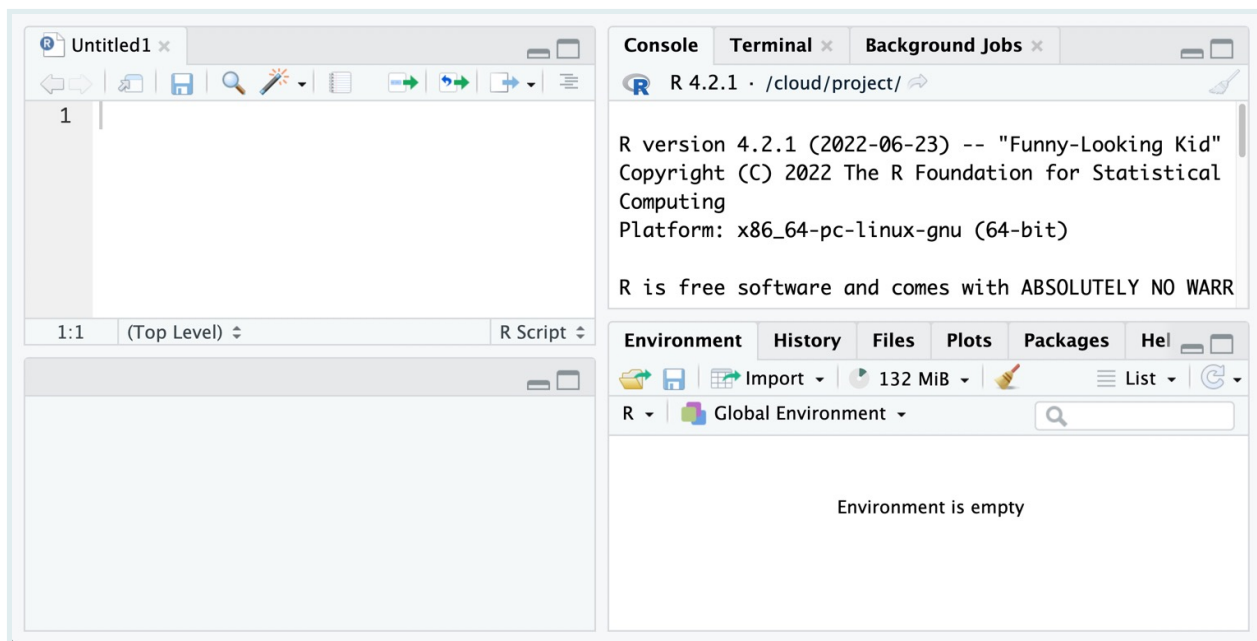 Untitled1
1
1:1 (Top Level) R Script
Console Terminal Background Jobs
R 4.2.1 · /cloud/project/
R version 4.2.1 (2022-06-23) -- "Funny-Looking Kid"
Copyright (C) 2022 The R Foundation for Statistical
Computing
Platform: x86_64-pc-linux-gnu (64-bit)
R is free software and comes with ABSOLUTELY NO WARR
Environment History Files Plots Packages Hel
Import 132 MiB List
R Global Environment
Environment is empty